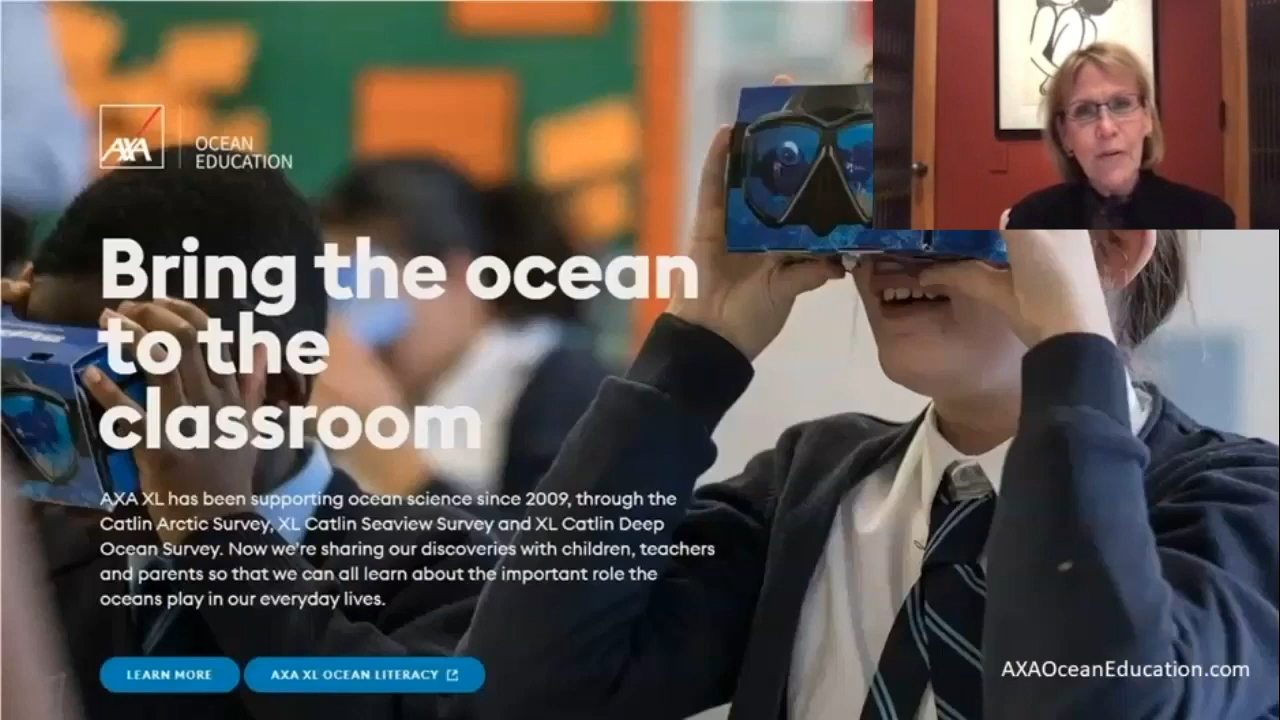 AXA
OCEAN
EDUCATION
Bring the ocean
to the
classroom
AXA XL has been supporting ocean science since 2009, through the
Catlin Arctic Survey, XL Catlin Seaview Survey and XL Catlin Deep
Ocean Survey. Now we're sharing our discoveries with children, teachers
and parents so that we can all learn about the important role the
oceans play in our everyday lives.
LEARN MORE
AXA XL OCEAN LITERACY
AXAOceanEducation.com